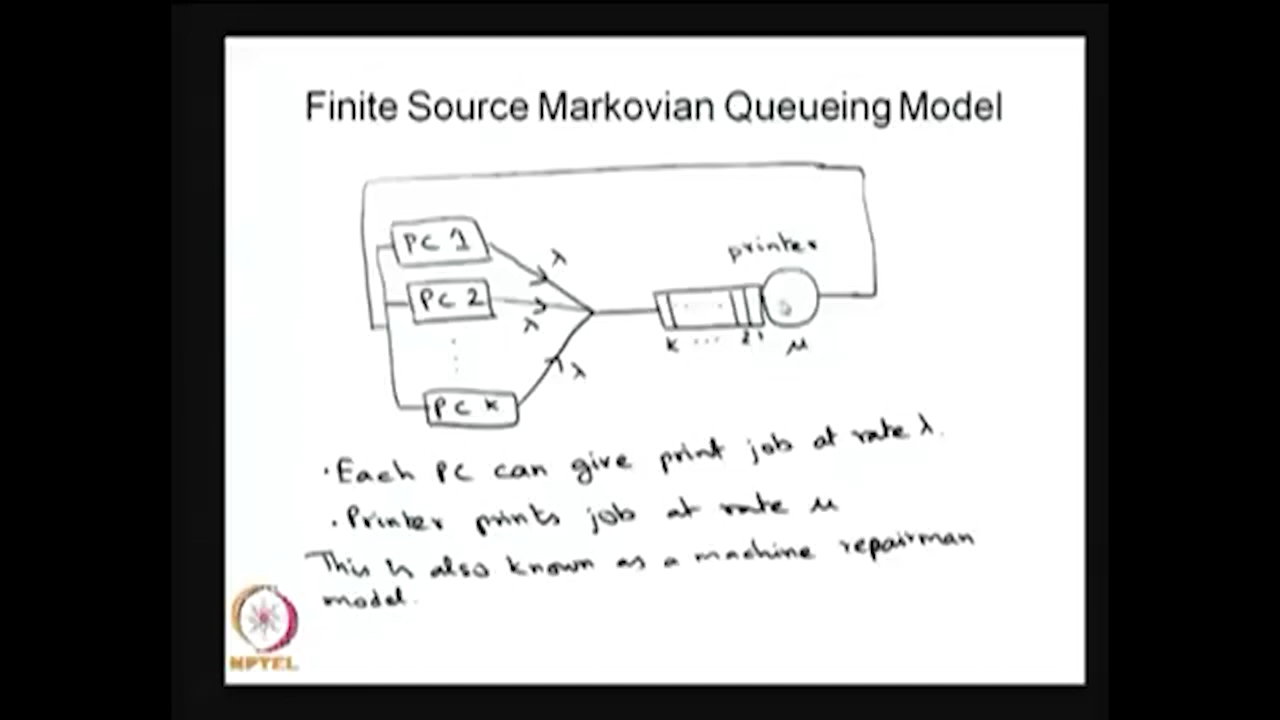 Finite Source Markovian Queueing Model
printer
PC 1
λ
PC 2
λ
K ... 2 1
μ
λ
PC K
• Each PC can give print job at rate λ.
• Printer prints job at rate μ
This is also known as a machine repairman
model.
NPTEL